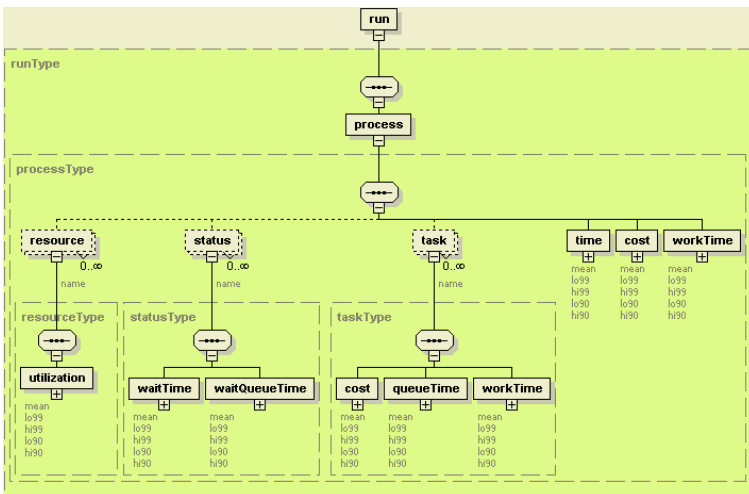 run
runType
process
processType
resource status task time cost workTime
0..∞ 0..∞ 0..∞
name name name
mean mean mean
lo99 lo99 lo99
hi99 hi99 hi99
lo90 lo90 lo90
hi90 hi90 hi90
resourceType statusType taskType
utilization waitTime waitQueueTime cost queueTime workTime
mean
lo99
hi99
lo90
hi90
mean mean mean mean mean
lo99 lo99 lo99 lo99 lo99
hi99 hi99 hi99 hi99 hi99
lo90 lo90 lo90 lo90 lo90
hi90 hi90 hi90 hi90 hi90